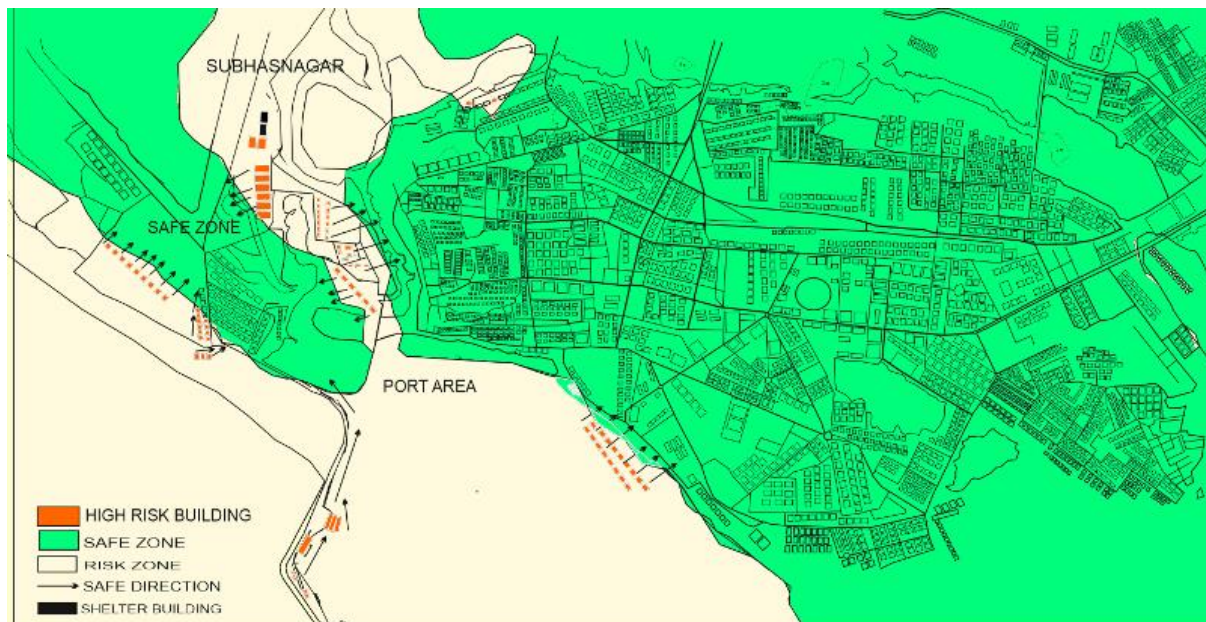 SUBHASNAGAR
SAFE ZONE
PORT AREA
HIGH RISK BUILDING
SAFE ZONE
RISK ZONE
SAFE DIRECTION
SHELTER BUILDING